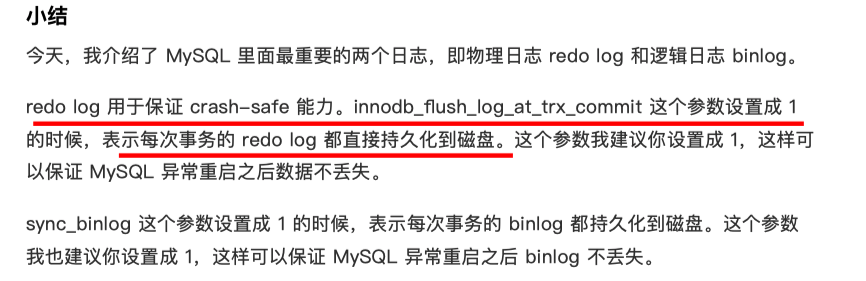 小结
今天，我介绍了 MySQL 里面最重要的两个日志，即物理日志 redo log 和逻辑日志 binlog。
redo log 用于保证 crash-safe 能力。innodb_flush_log_at_trx_commit 这个参数设置成 1
的时候，表示每次事务的 redo log 都直接持久化到磁盘。这个参数我建议你设置成 1，这样可
以保证 MySQL 异常重启之后数据不丢失。
sync_binlog 这个参数设置成 1 的时候，表示每次事务的 binlog 都持久化到磁盘。这个参数
我也建议你设置成 1，这样可以保证 MySQL 异常重启之后 binlog 不丢失。